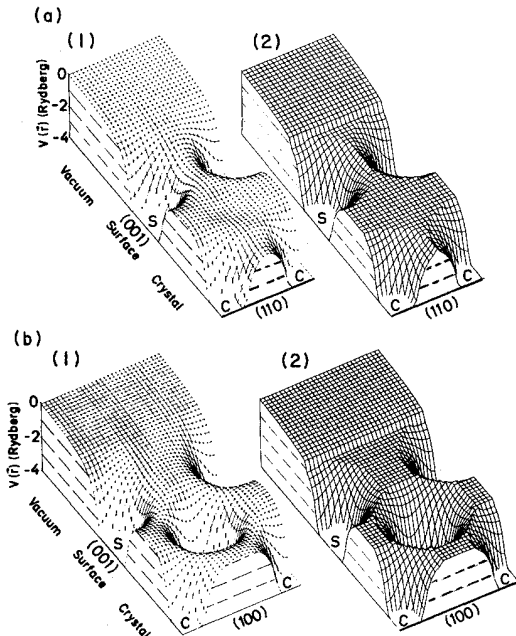 (a)
(1)
(2)
V(r⃗) (Rydberg)
0
-2
-4
Vacuum
(001)
Surface
Crystal
S
S
C
C
(110)
C
C
(110)
(b)
(1)
(2)
V(r⃗) (Rydberg)
0
-2
-4
Vacuum
(001)
Surface
Crystal
S
S
C
C
(100)
C
C
(100)